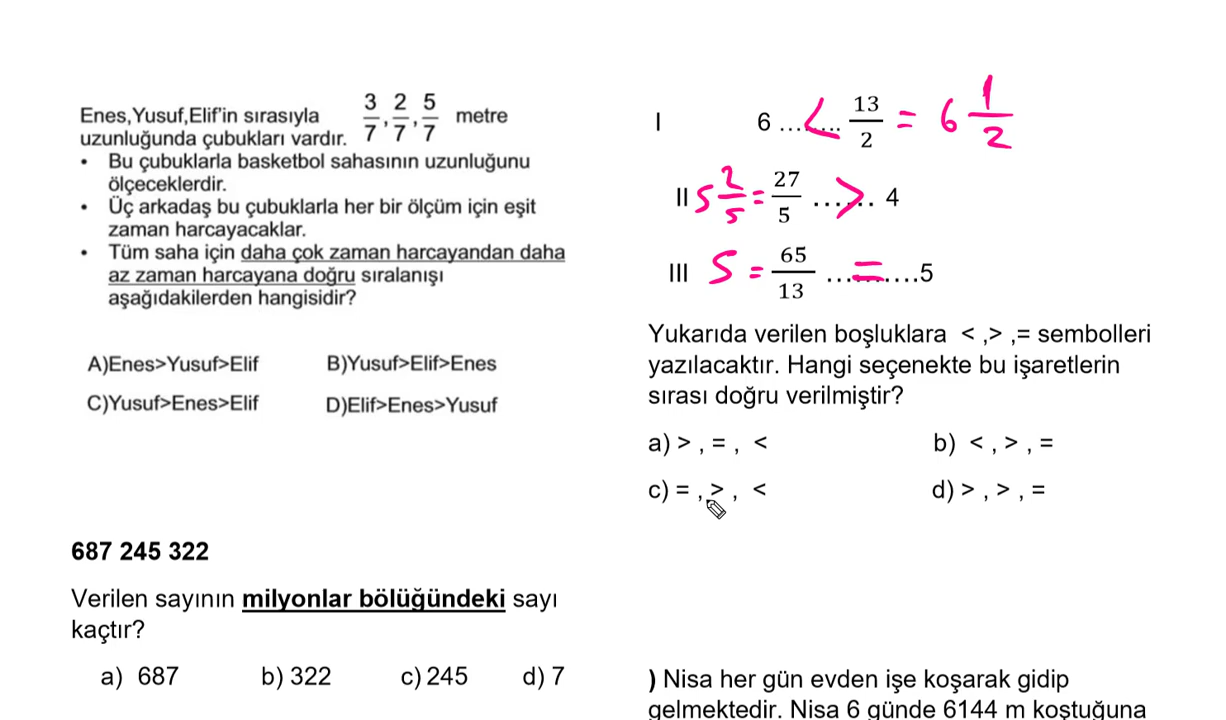 Enes,Yusuf,Elif'in sırasıyla 3/7, 2/7, 5/7 metre
uzunluğunda çubukları vardır.
• Bu çubuklarla basketbol sahasının uzunluğunu
ölçeceklerdir.
• Üç arkadaş bu çubuklarla her bir ölçüm için eşit
zaman harcayacaklar.
• Tüm saha için daha çok zaman harcayandan daha
az zaman harcayana doğru sıralanışı
aşağıdakilerden hangisidir?
A)Enes>Yusuf>Elif B)Yusuf>Elif>Enes
C)Yusuf>Enes>Elif D)Elif>Enes>Yusuf
687 245 322
Verilen sayının milyonlar bölüğündeki sayı
kaçtır?
a) 687 b) 322 c) 245 d) 7
I 6 ...<... 13/2 = 6 1/2
II 5 2/5 = 27/5 ...>.. 4
III 5 = 65/13 ...=....5
Yukarıda verilen boşluklara < ,> ,= sembolleri
yazılacaktır. Hangi seçenekte bu işaretlerin
sırası doğru verilmiştir?
a) > , = , < b) < , > , =
c) = , > , < d) > , > , =
) Nisa her gün evden işe koşarak gidip
gelmektedir. Nisa 6 günde 6144 m koştuğuna